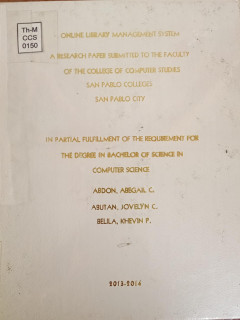 Th-M
CCS
0150
ONLINE LIBRARY MANAGEMENT SYSTEM
A RESEARCH PAPER SUBMITTED TO THE FACULTY
OF THE COLLEGE OF COMPUTER STUDIES
SAN PABLO COLLEGES
SAN PABLO CITY
IN PARTIAL FULFILLMENT OF THE REQUIREMENT FOR
THE DEGREE IN BACHELOR OF SCIENCE IN
COMPUTER SCIENCE
ABDON, ABEGAIL C.
ABUTAN, JOVELYN C.
BELILA, KHEVIN P.
2013-2014